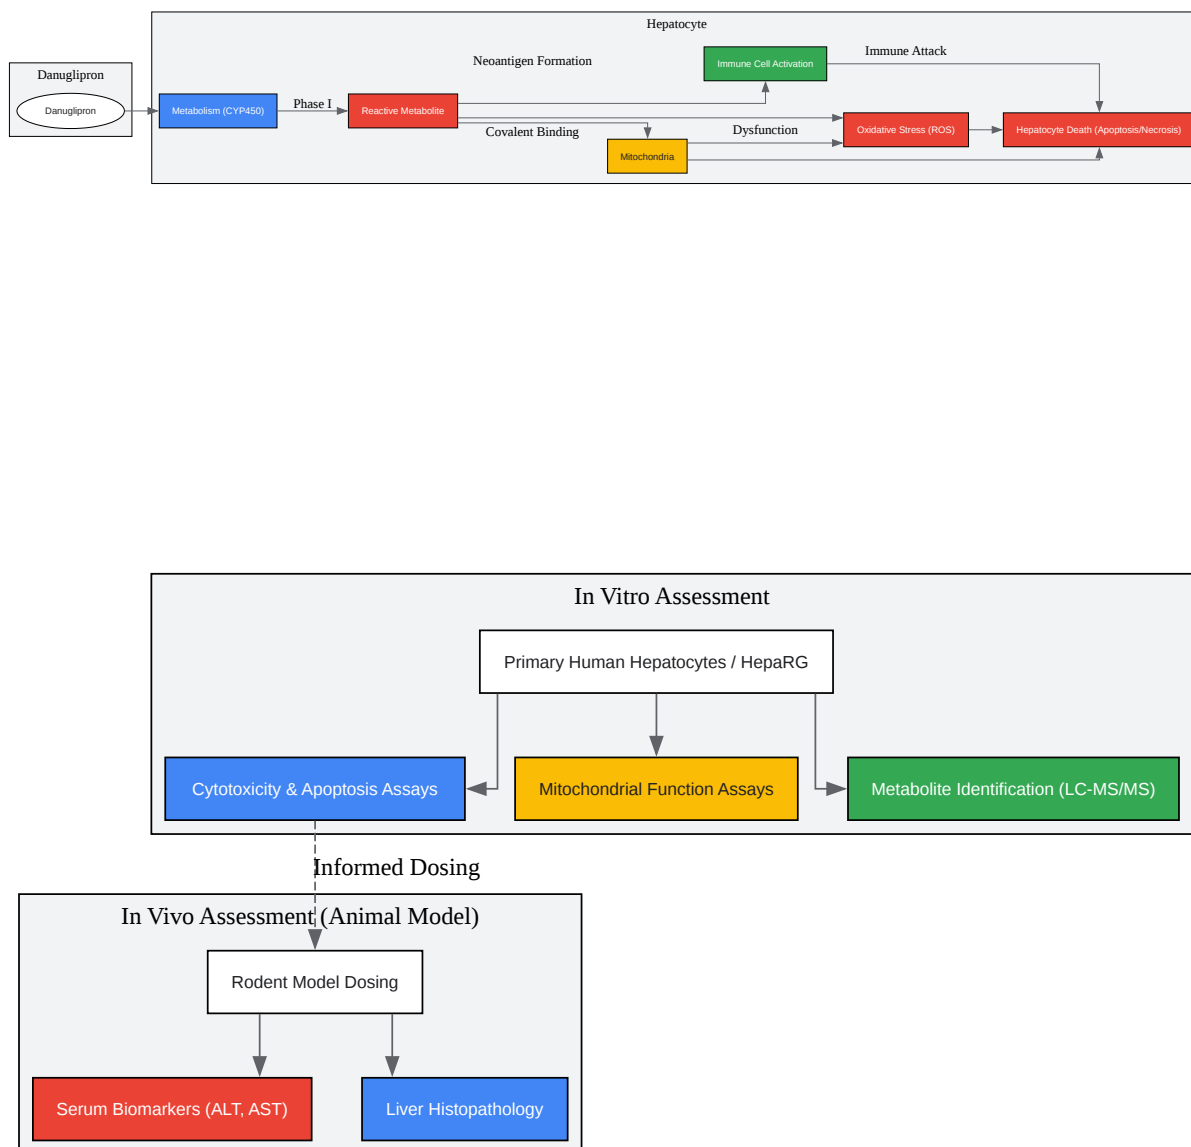 Hepatocyte
Neoantigen Formation
Immune Cell Activation
Immune Attack
Danuglipron
Danuglipron
Metabolism (CYP450)
Phase I
Reactive Metabolite
Covalent Binding
Dysfunction
Oxidative Stress (ROS)
Hepatocyte Death (Apoptosis/Necrosis)
Mitochondria
In Vitro Assessment
Primary Human Hepatocytes / HepaRG
Cytotoxicity & Apoptosis Assays
Mitochondrial Function Assays
Metabolite Identification (LC-MS/MS)
Informed Dosing
In Vivo Assessment (Animal Model)
Rodent Model Dosing
Serum Biomarkers (ALT, AST)
Liver Histopathology